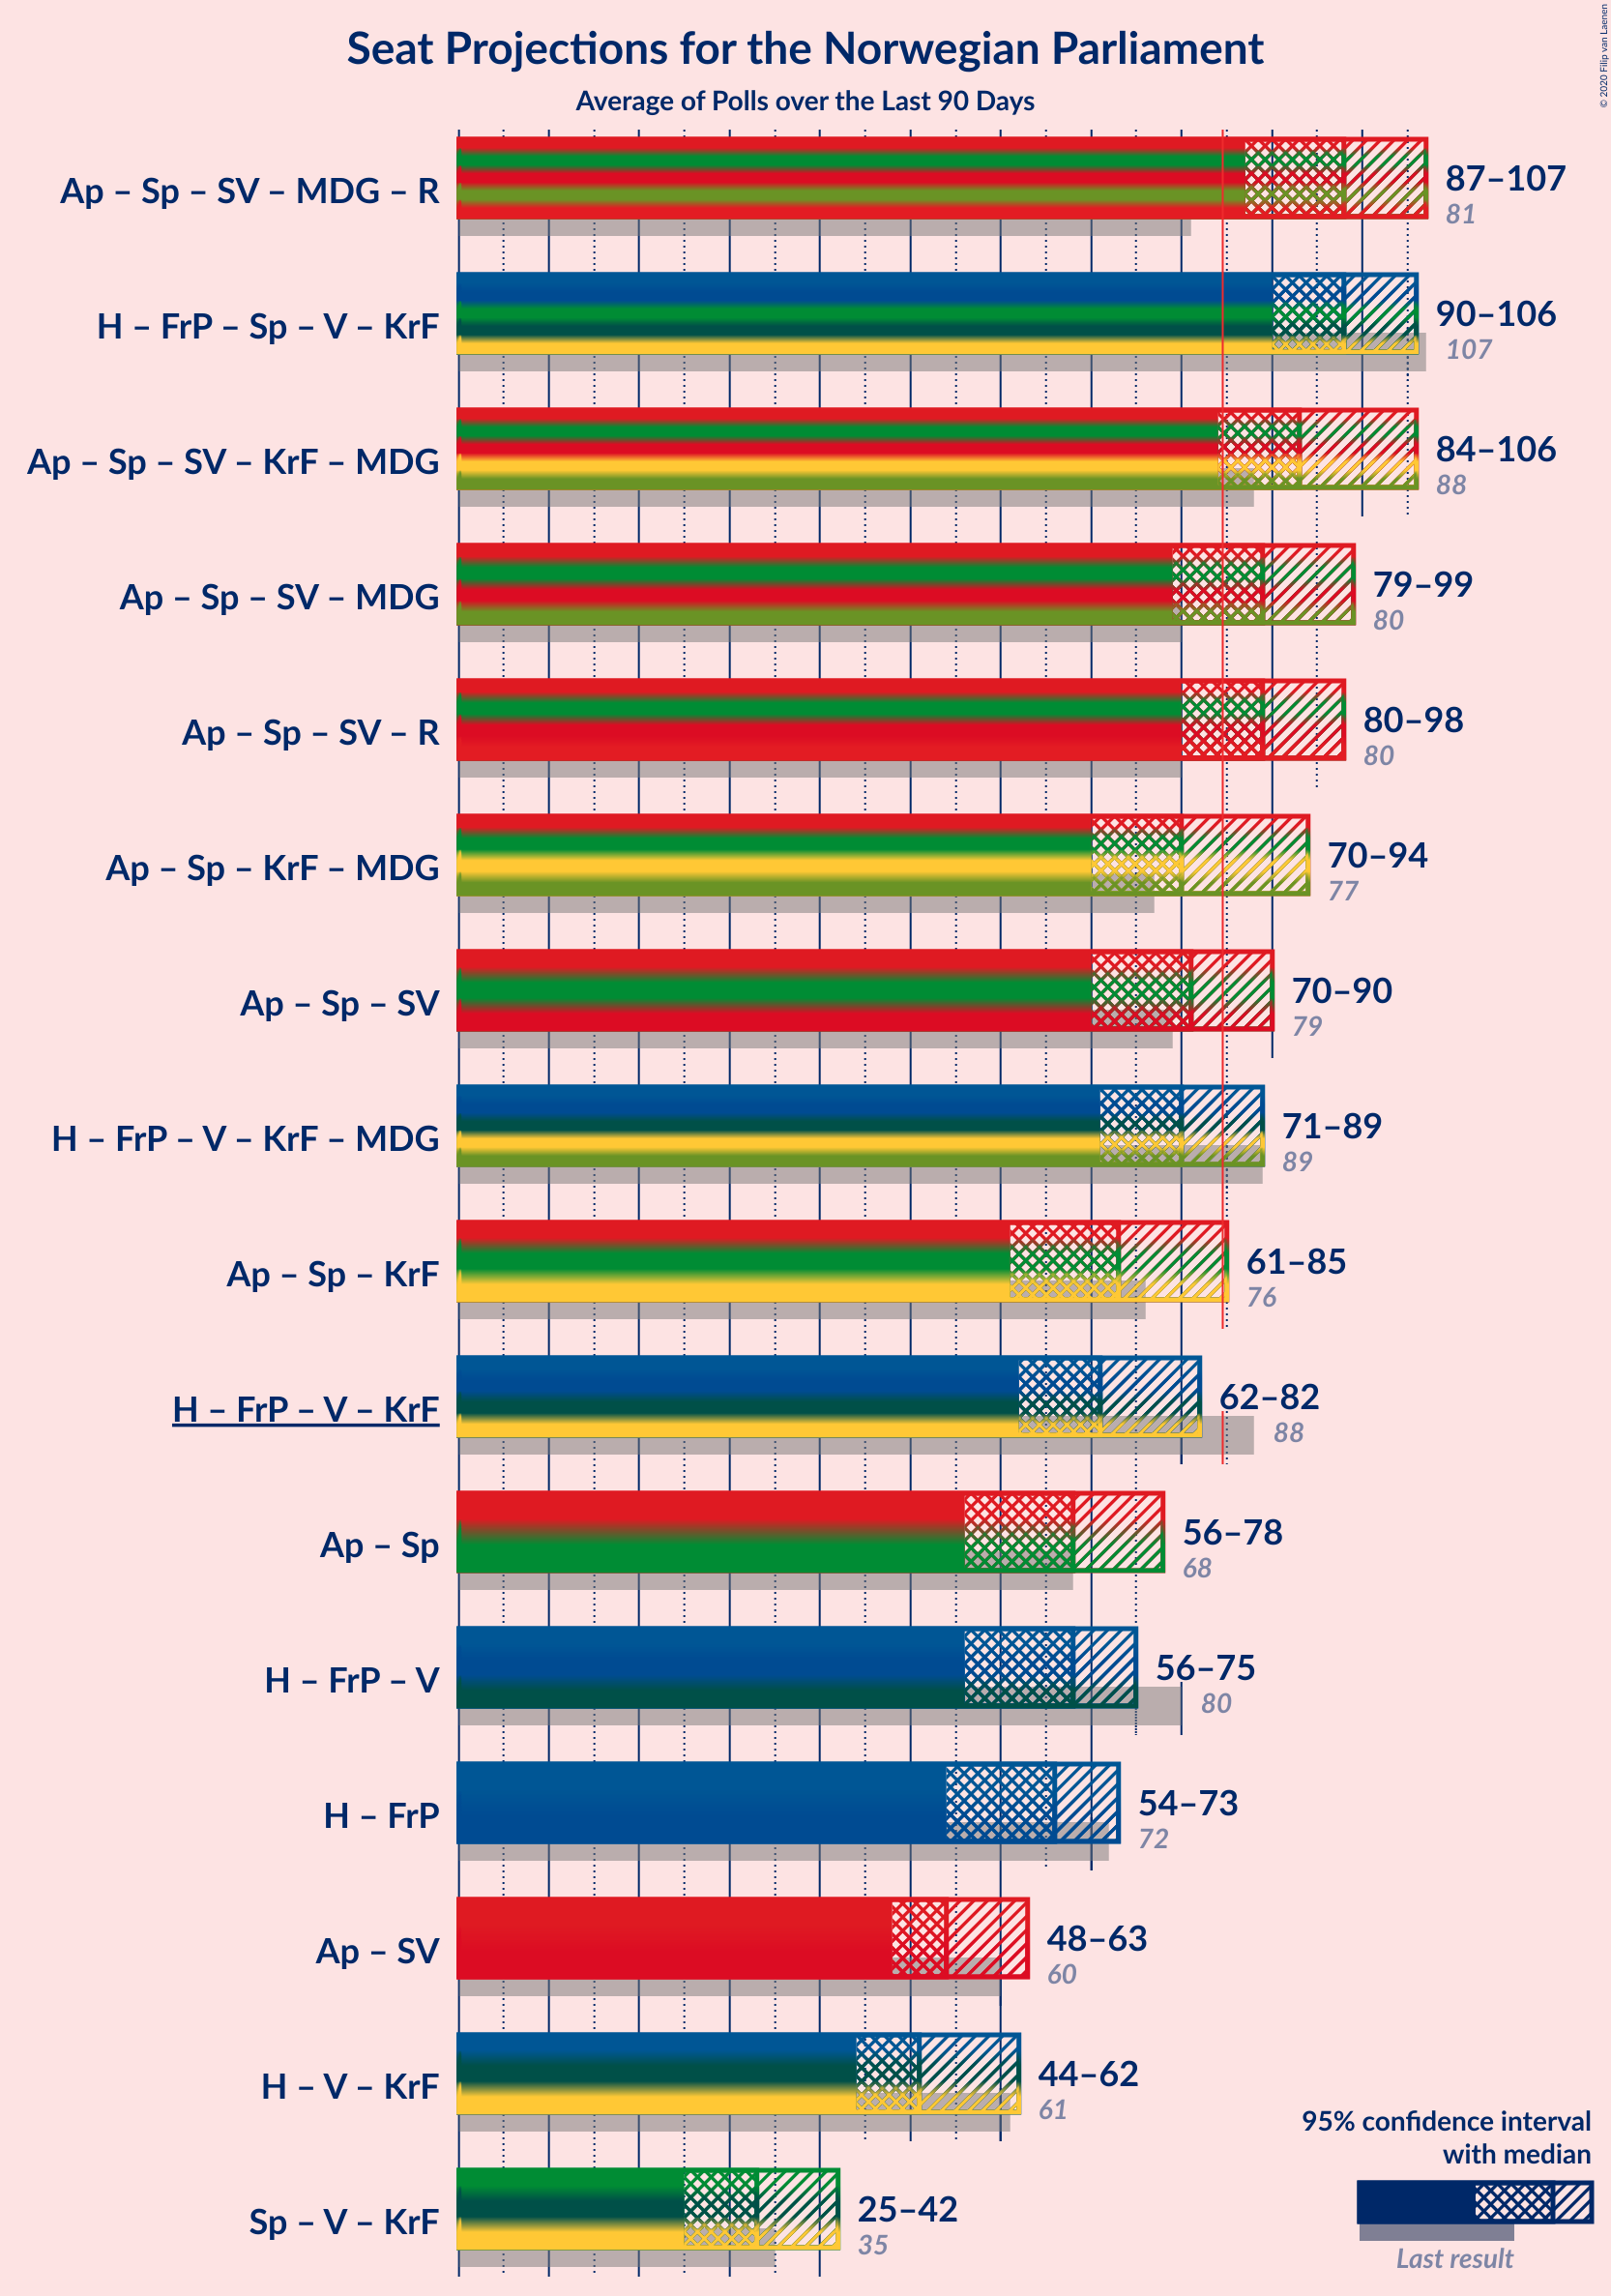 Seat Projections for the Norwegian Parliament
Average of Polls over the Last 90 Days
© 2020 Filip van Laenen
Ap – Sp – SV – MDG – R
87–107
81
H – FrP – Sp – V – KrF
90–106
107
Ap – Sp – SV – KrF – MDG
84–106
88
Ap – Sp – SV – MDG
79–99
80
Ap – Sp – SV – R
80–98
80
Ap – Sp – KrF – MDG
70–94
77
Ap – Sp – SV
70–90
79
H – FrP – V – KrF – MDG
71–89
89
Ap – Sp – KrF
61–85
76
H – FrP – V – KrF
62–82
88
Ap – Sp
56–78
68
H – FrP – V
56–75
80
H – FrP
54–73
72
Ap – SV
48–63
60
H – V – KrF
44–62
61
Sp – V – KrF
25–42
35
95% confidence interval
with median
Last result